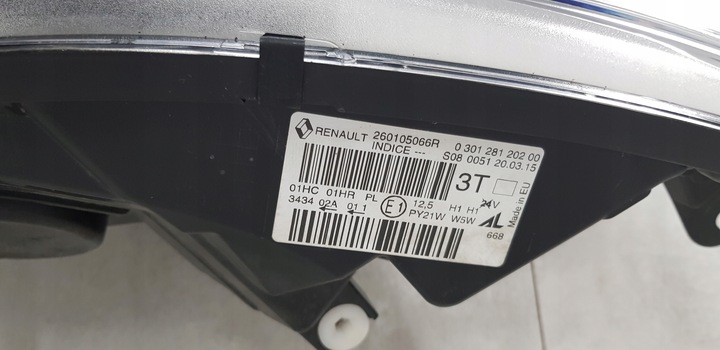 RENAULT 260105066R 0 301 281 202 00
INDICE --- S08 0051 20.03.15
3T
Made in EU
01HC 01HR PL E1 12,5 H1 H1 24V
3434 02A 01 1 PY21W W5W AL
668